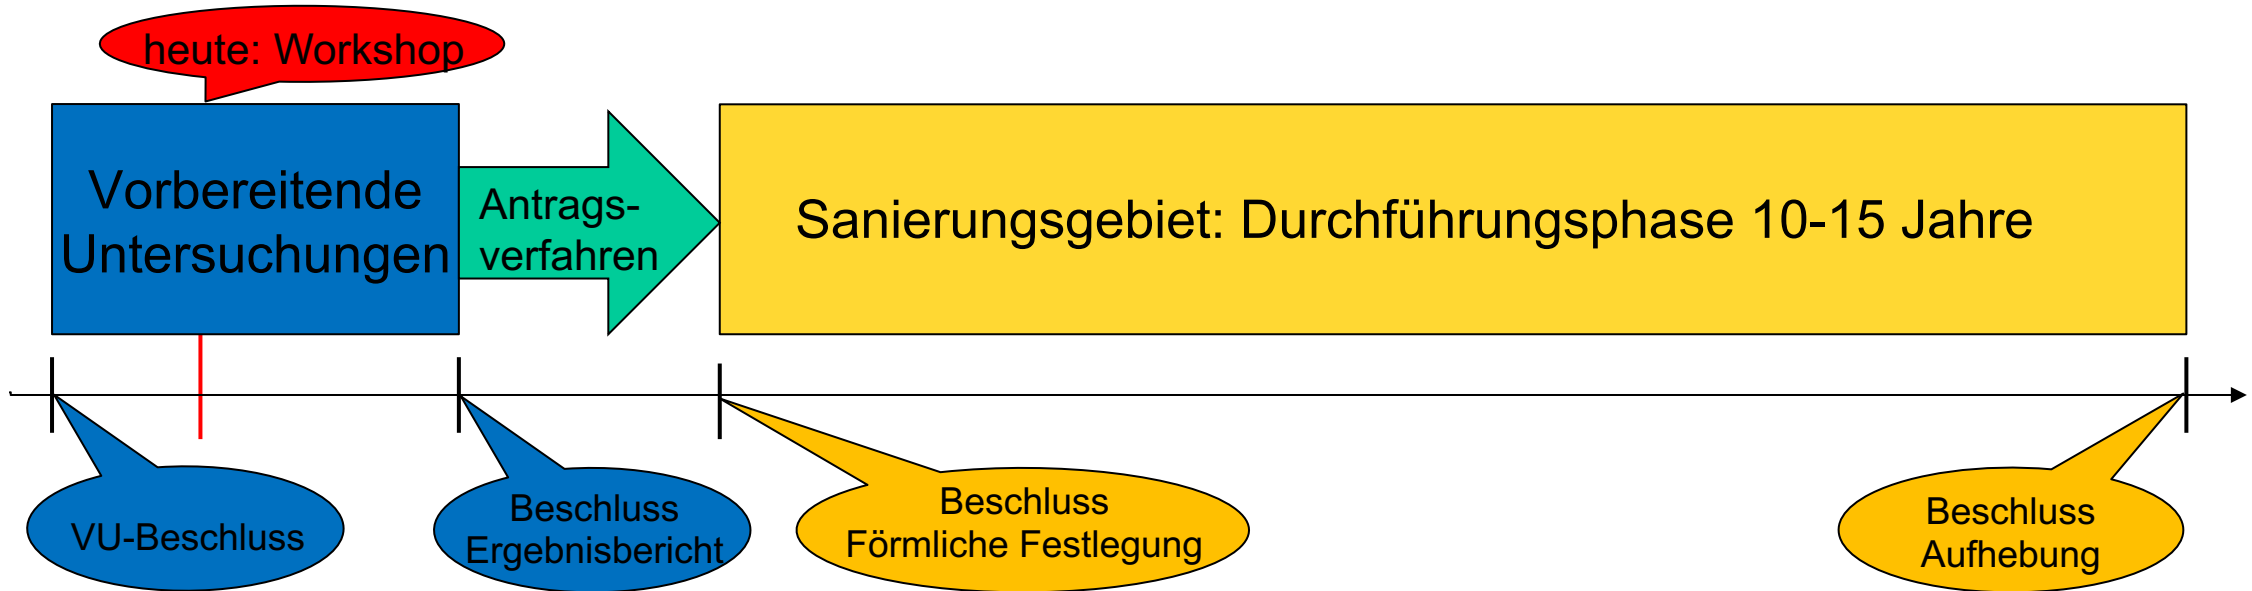 heute: Workshop
Vorbereitende
Untersuchungen
Antrags-
verfahren
Sanierungsgebiet: Durchführungsphase 10-15 Jahre
VU-Beschluss
Beschluss
Ergebnisbericht
Beschluss
Förmliche Festlegung
Beschluss
Aufhebung